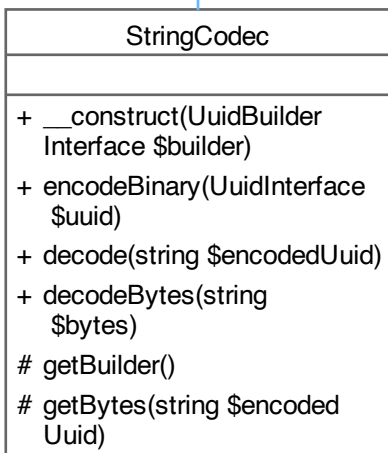 StringCodec
+ __construct(UuidBuilder
Interface $builder)
+ encodeBinary(UuidInterface
$uuid)
+ decode(string $encodedUuid)
+ decodeBytes(string
$bytes)
# getBuilder()
# getBytes(string $encoded
Uuid)